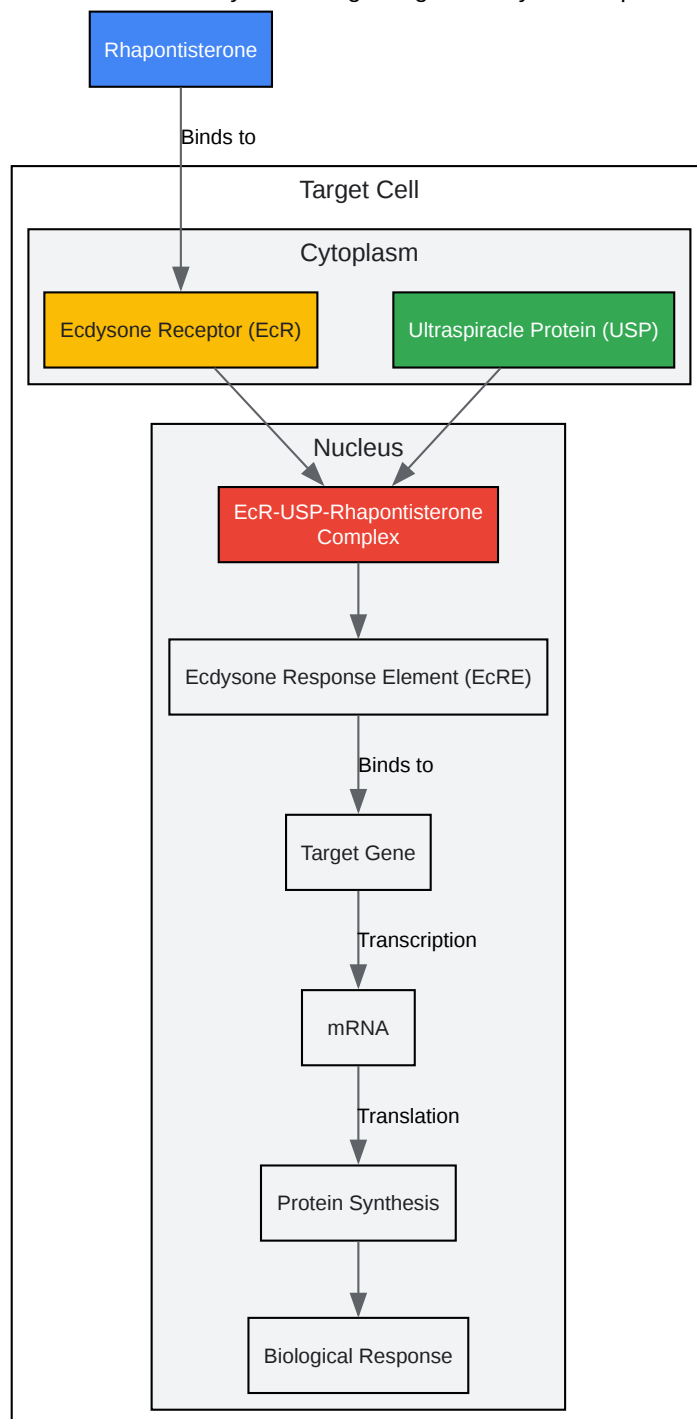 Rhapontisterone
Binds to
Target Cell
Cytoplasm
Ecdysone Receptor (EcR)
Ultraspiracle Protein (USP)
Nucleus
EcR-USP-Rhapontisterone
Complex
Ecdysone Response Element (EcRE)
Binds to
Target Gene
Transcription
mRNA
Translation
Protein Synthesis
Biological Response